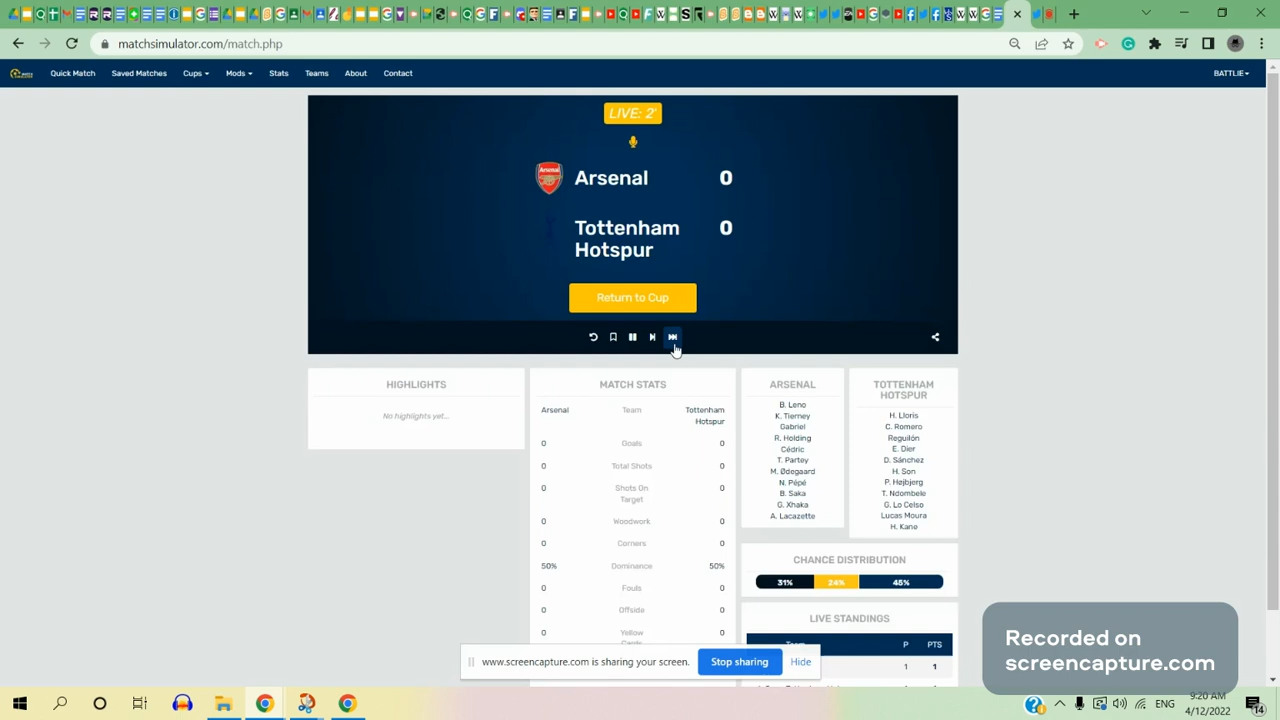 matchsimulator.com/match.php
Quick Match Saved Matches Cups Mods Stats Teams About Contact BATTLIE
LIVE: 2'
Arsenal 0
Tottenham Hotspur 0
Return to Cup
HIGHLIGHTS
No highlights yet...
MATCH STATS
Arsenal Team Tottenham Hotspur
0 Goals 0
0 Total Shots 0
0 Shots On Target 0
0 Woodwork 0
0 Corners 0
50% Dominance 50%
0 Fouls 0
0 Offside 0
0 Yellow 0
ARSENAL
B. Leno
K. Tierney
Gabriel
R. Holding
Cédric
T. Partey
M. Ødegaard
N. Pépé
B. Saka
G. Xhaka
A. Lacazette
TOTTENHAM
HOTSPUR
H. Lloris
C. Romero
Reguilón
E. Dier
D. Sánchez
H. Son
P. Højbjerg
T. Ndombele
G. Lo Celso
Lucas Moura
H. Kane
CHANCE DISTRIBUTION
31% 24% 45%
LIVE STANDINGS
Team P PTS
1 1
www.screencapture.com is sharing your screen. Stop sharing Hide
Recorded on
screencapture.com
ENG
9:20 AM
4/12/2022
14